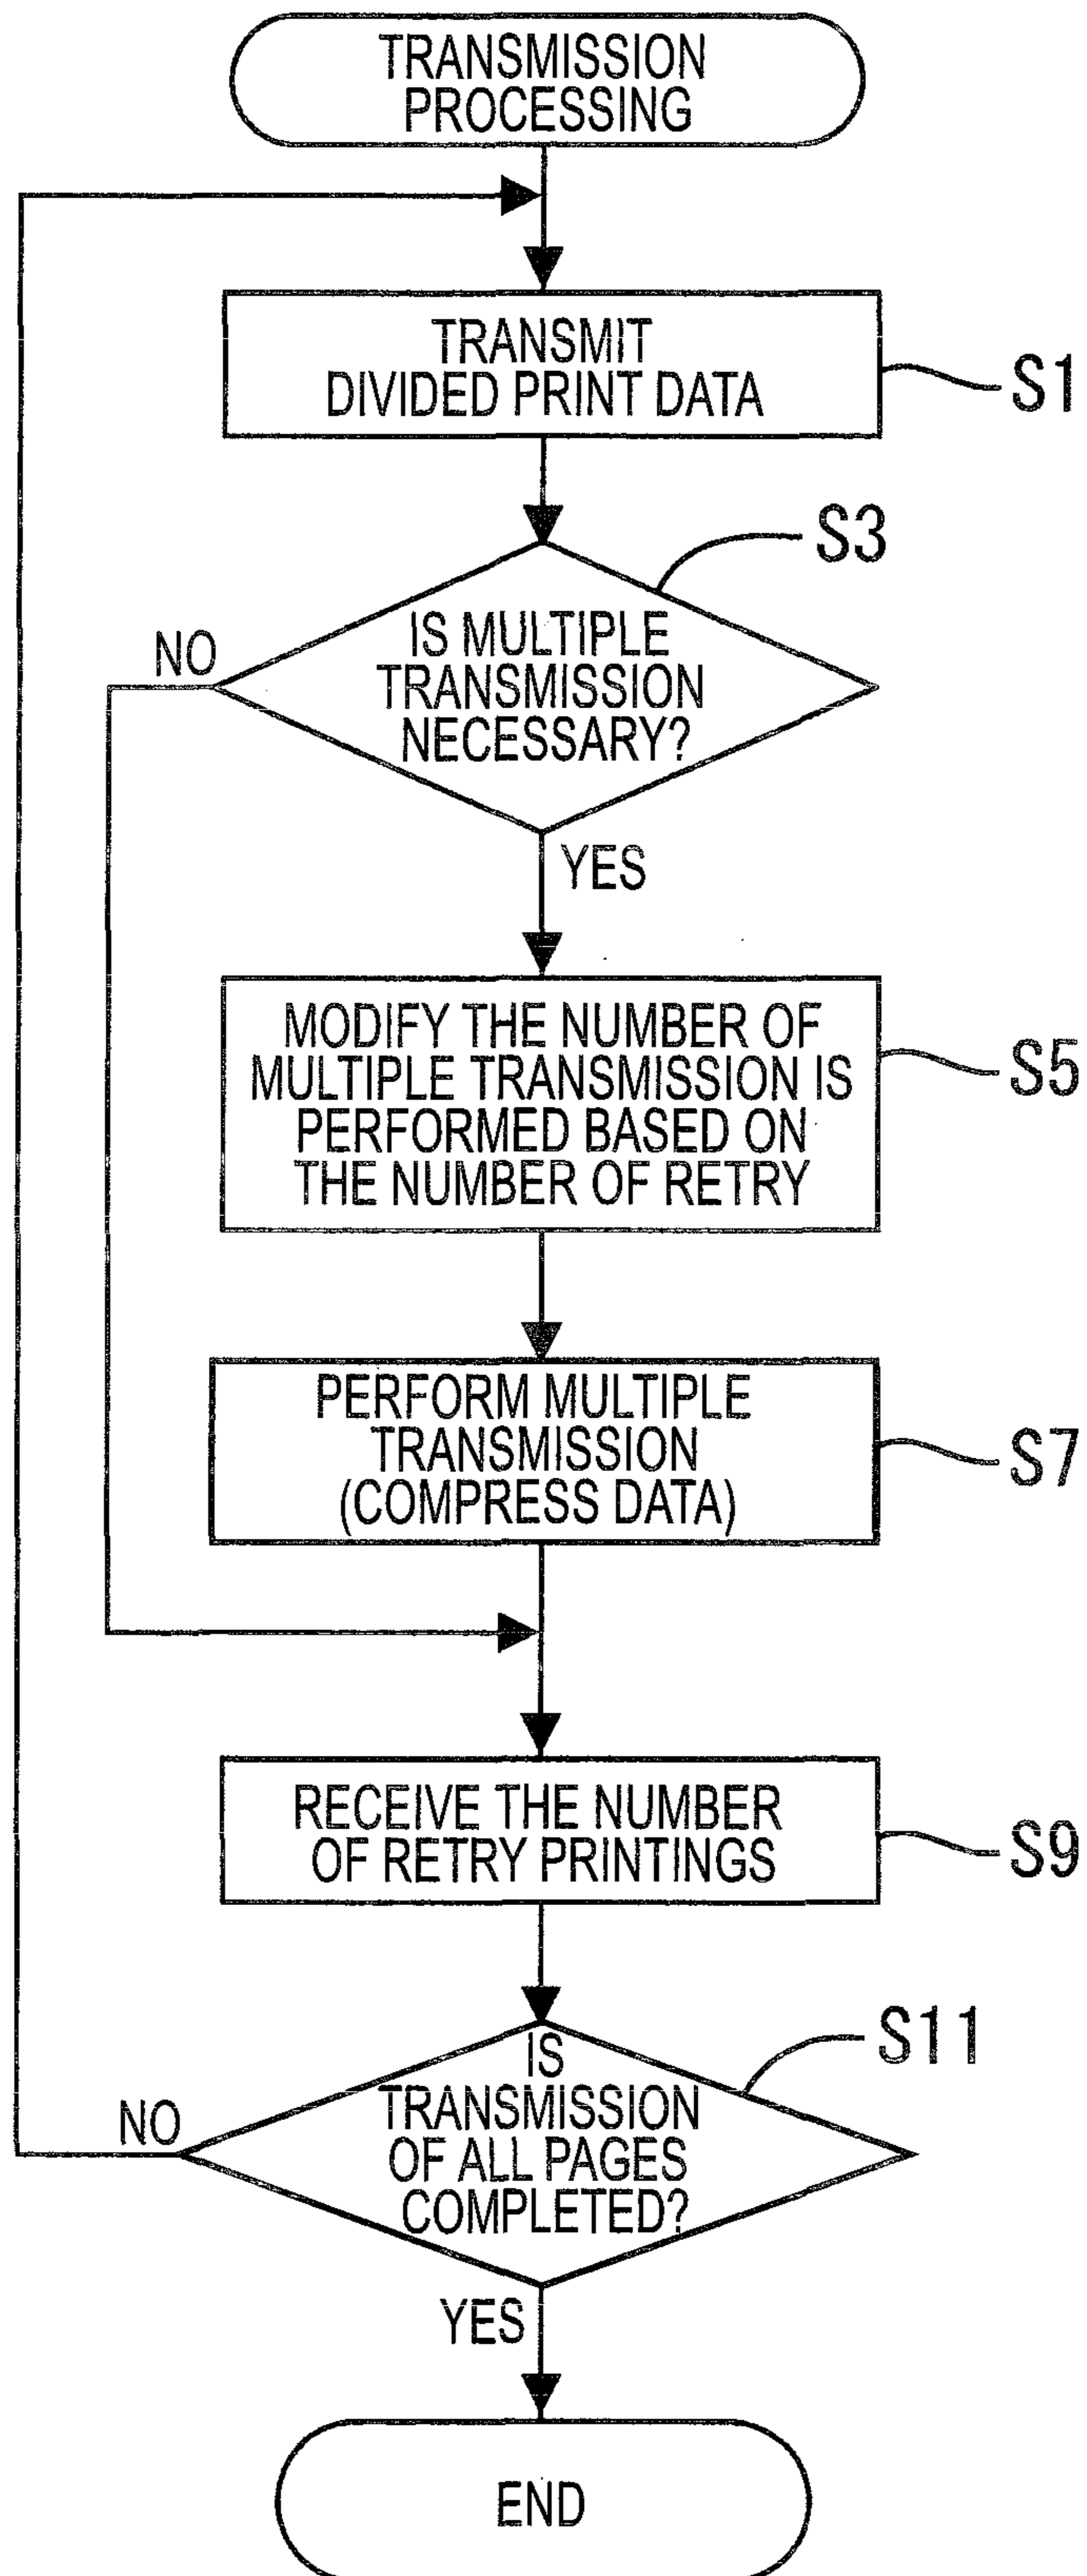 TRANSMISSION
PROCESSING
TRANSMIT
DIVIDED PRINT DATA
S1
S3
IS MULTIPLE
TRANSMISSION
NECESSARY?
NO
YES
MODIFY THE NUMBER OF
MULTIPLE TRANSMISSION IS
PERFORMED BASED ON
THE NUMBER OF RETRY
S5
PERFORM MULTIPLE
TRANSMISSION
(COMPRESS DATA)
S7
RECEIVE THE NUMBER
OF RETRY PRINTINGS
S9
S11
IS
TRANSMISSION
OF ALL PAGES
COMPLETED?
NO
YES
END